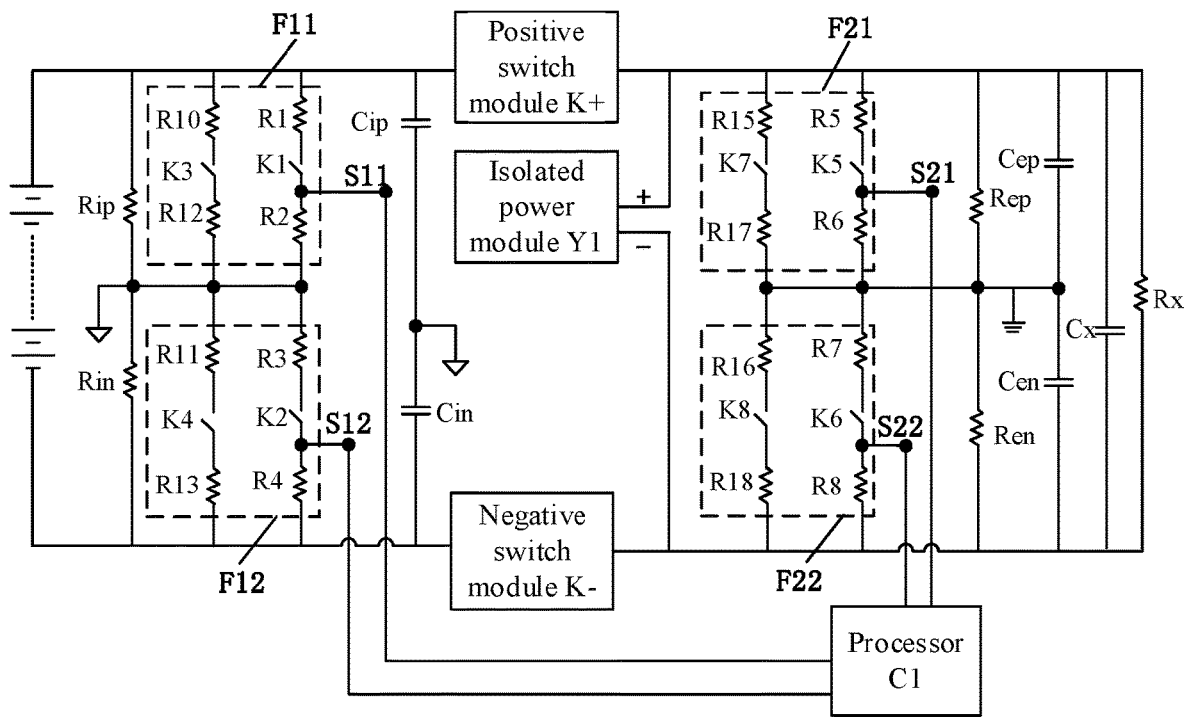 F11
F21
Positive
switch
module K+
R10
R1
Cip
R15
R5
K3
K1
S11
Isolated
power
module Y1
+
−
K7
K5
S21
Cep
Rip
R12
R2
R17
R6
Rep
Rx
R11
R3
R16
R7
Cx
Rin
K4
K2
S12
Cin
K8
K6
S22
Cen
Ren
R13
R4
R18
R8
Negative
switch
module K-
F12
F22
Processor
C1